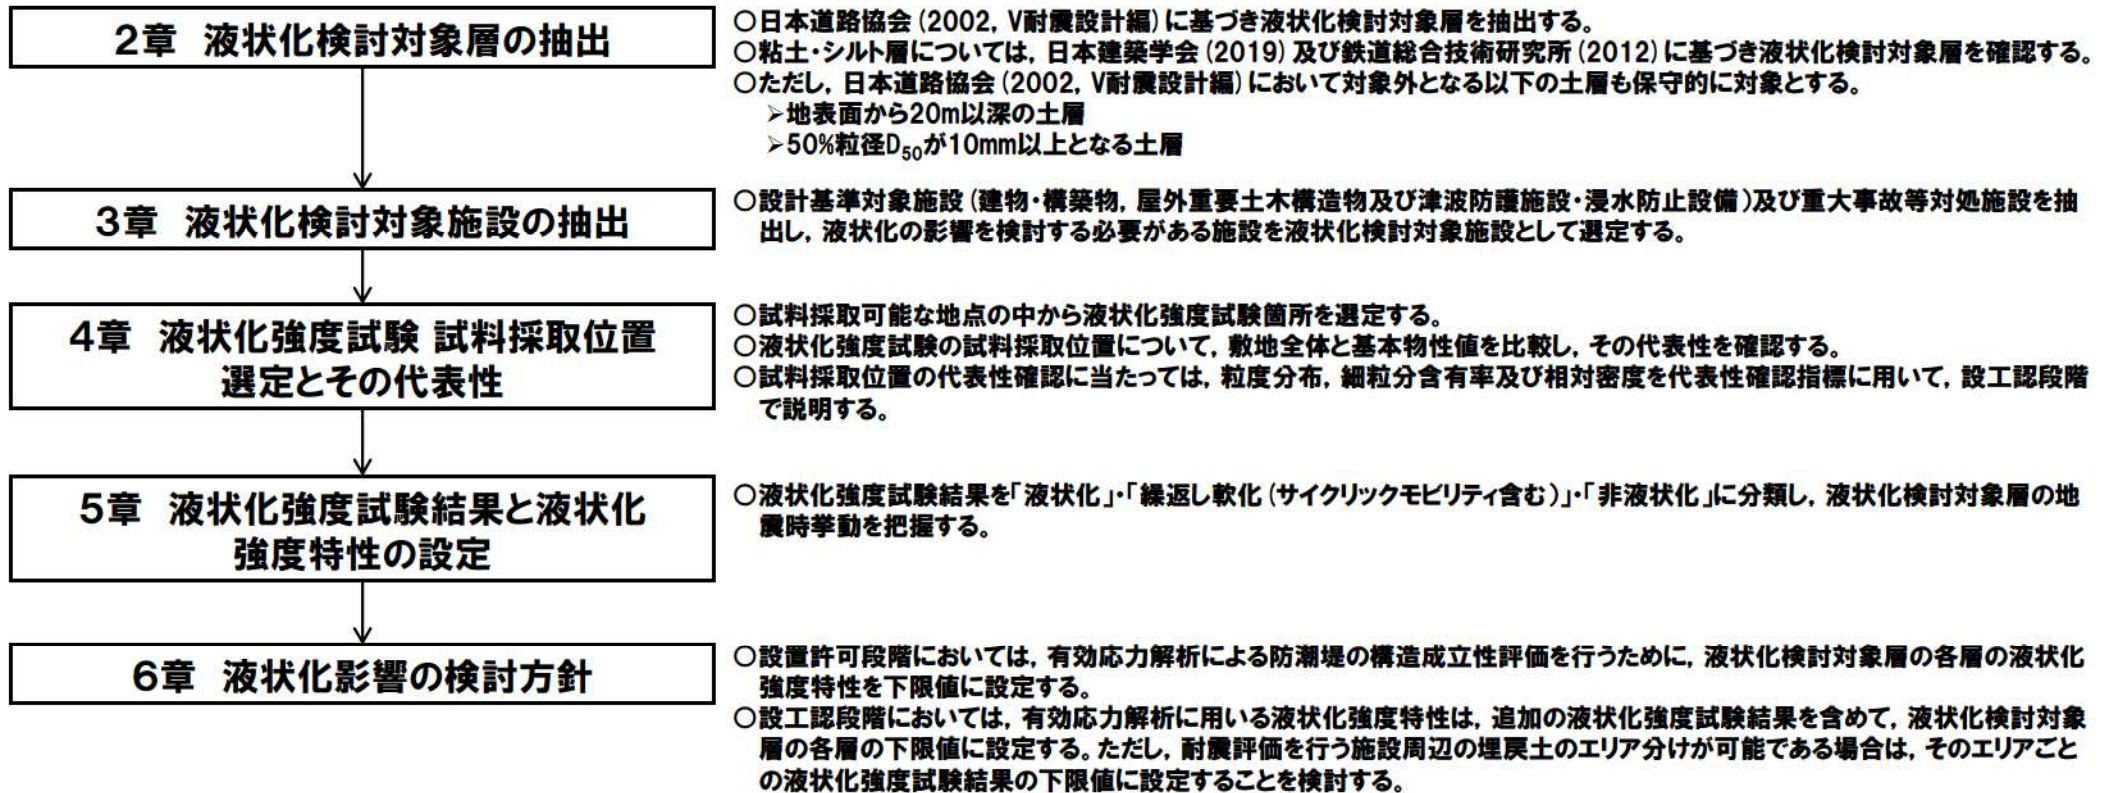 2章 液状化検討対象層の抽出
○日本道路協会(2002, V耐震設計編)に基づき液状化検討対象層を抽出する。
○粘土・シルト層については, 日本建築学会(2019)及び鉄道総合技術研究所(2012)に基づき液状化検討対象層を確認する。
○ただし, 日本道路協会(2002, V耐震設計編)において対象外となる以下の土層も保守的に対象とする。
➢地表面から20m以深の土層
➢50%粒径D50が10mm以上となる土層
3章 液状化検討対象施設の抽出
○設計基準対象施設(建物・構築物, 屋外重要土木構造物及び津波防護施設・浸水防止設備)及び重大事故等対処施設を抽
出し, 液状化の影響を検討する必要がある施設を液状化検討対象施設として選定する。
4章 液状化強度試験 試料採取位置
選定とその代表性
○試料採取可能な地点の中から液状化強度試験箇所を選定する。
○液状化強度試験の試料採取位置について, 敷地全体と基本物性値を比較し, その代表性を確認する。
○試料採取位置の代表性確認に当たっては, 粒度分布, 細粒分含有率及び相対密度を代表性確認指標に用いて, 設工認段階
で説明する。
5章 液状化強度試験結果と液状化
強度特性の設定
○液状化強度試験結果を「液状化」・「繰返し軟化(サイクリックモビリティ含む)」・「非液状化」に分類し, 液状化検討対象層の地
震時挙動を把握する。
6章 液状化影響の検討方針
○設置許可段階においては, 有効応力解析による防潮堤の構造成立性評価を行うために, 液状化検討対象層の各層の液状化
強度特性を下限値に設定する。
○設工認段階においては, 有効応力解析に用いる液状化強度特性は, 追加の液状化強度試験結果を含めて, 液状化検討対象
層の各層の下限値に設定する。ただし, 耐震評価を行う施設周辺の埋戻土のエリア分けが可能である場合は, そのエリアごと
の液状化強度試験結果の下限値に設定することを検討する。